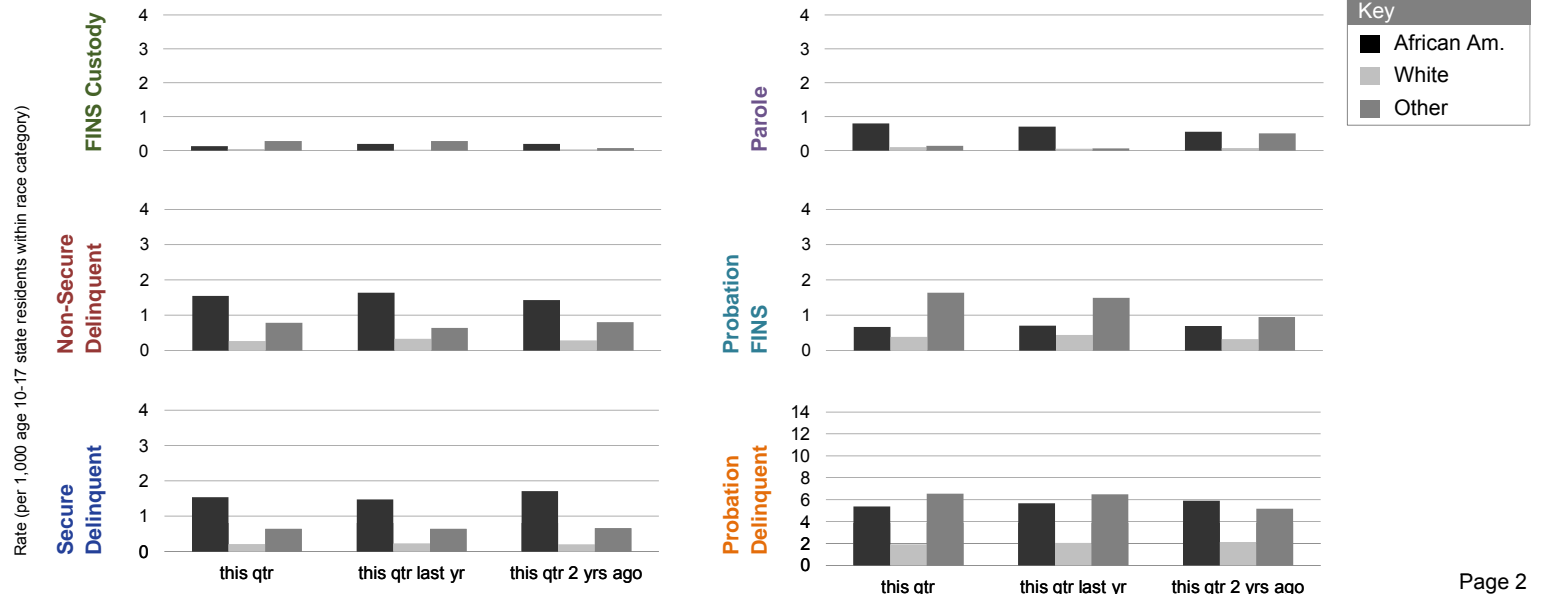 Rate (per 1,000 age 10-17 state residents within race category)
FINS Custody
4
3
2
1
0
Parole
4
3
2
1
0
Key
African Am.
White
Other
Non-Secure
Delinquent
4
3
2
1
0
Probation
FINS
4
3
2
1
0
Secure
Delinquent
4
3
2
1
0
this qtr
this qtr last yr
this qtr 2 yrs ago
Probation
Delinquent
14
12
10
8
6
4
2
0
this qtr
this qtr last yr
this qtr 2 yrs ago
Page 2